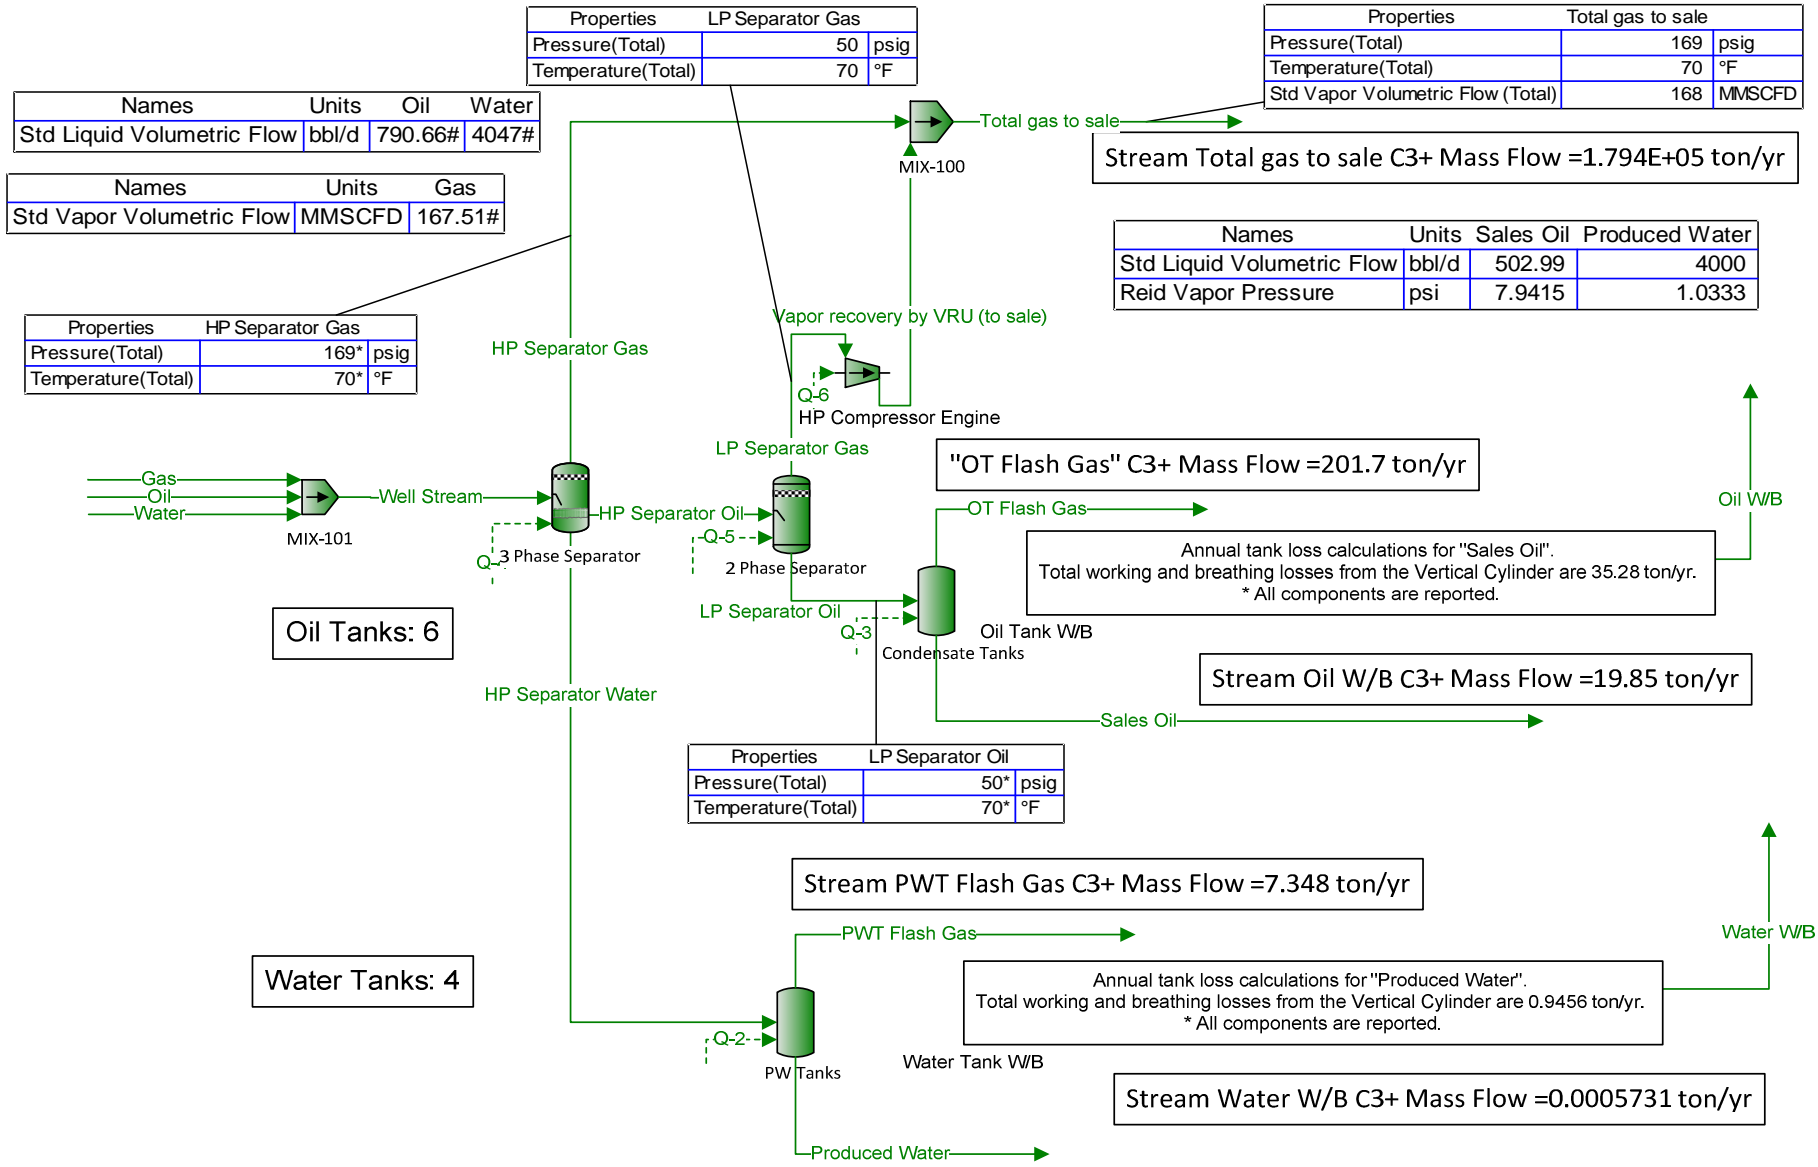 Properties LP Separator Gas
Pressure(Total) 50 psig
Temperature(Total) 70 °F
Properties Total gas to sale
Pressure(Total) 169 psig
Temperature(Total) 70 °F
Std Vapor Volumetric Flow (Total) 168 MMSCFD
Names Units Oil Water
Std Liquid Volumetric Flow bbl/d 790.66# 4047#
Total gas to sale
MIX-100
Stream Total gas to sale C3+ Mass Flow =1.794E+05 ton/yr
Names Units Gas
Std Vapor Volumetric Flow MMSCFD 167.51#
Names Units Sales Oil Produced Water
Std Liquid Volumetric Flow bbl/d 502.99 4000
Reid Vapor Pressure psi 7.9415 1.0333
Properties HP Separator Gas
Pressure(Total) 169* psig
Temperature(Total) 70* °F
Vapor recovery by VRU (to sale)
HP Separator Gas
Q-6
HP Compressor Engine
LP Separator Gas
"OT Flash Gas" C3+ Mass Flow =201.7 ton/yr
Gas
Oil
Water
MIX-101
Well Stream
HP Separator Oil
Q-5
3 Phase Separator
Q-
2 Phase Separator
OT Flash Gas
Oil W/B
Annual tank loss calculations for "Sales Oil".
Total working and breathing losses from the Vertical Cylinder are 35.28 ton/yr.
* All components are reported.
LP Separator Oil
Q-3
Oil Tank W/B
Condensate Tanks
Oil Tanks: 6
Stream Oil W/B C3+ Mass Flow =19.85 ton/yr
HP Separator Water
Sales Oil
Properties LP Separator Oil
Pressure(Total) 50* psig
Temperature(Total) 70* °F
Stream PWT Flash Gas C3+ Mass Flow =7.348 ton/yr
PWT Flash Gas
Water W/B
Water Tanks: 4
Annual tank loss calculations for "Produced Water".
Total working and breathing losses from the Vertical Cylinder are 0.9456 ton/yr.
* All components are reported.
Q-2
Water Tank W/B
PW Tanks
Stream Water W/B C3+ Mass Flow =0.0005731 ton/yr
Produced Water